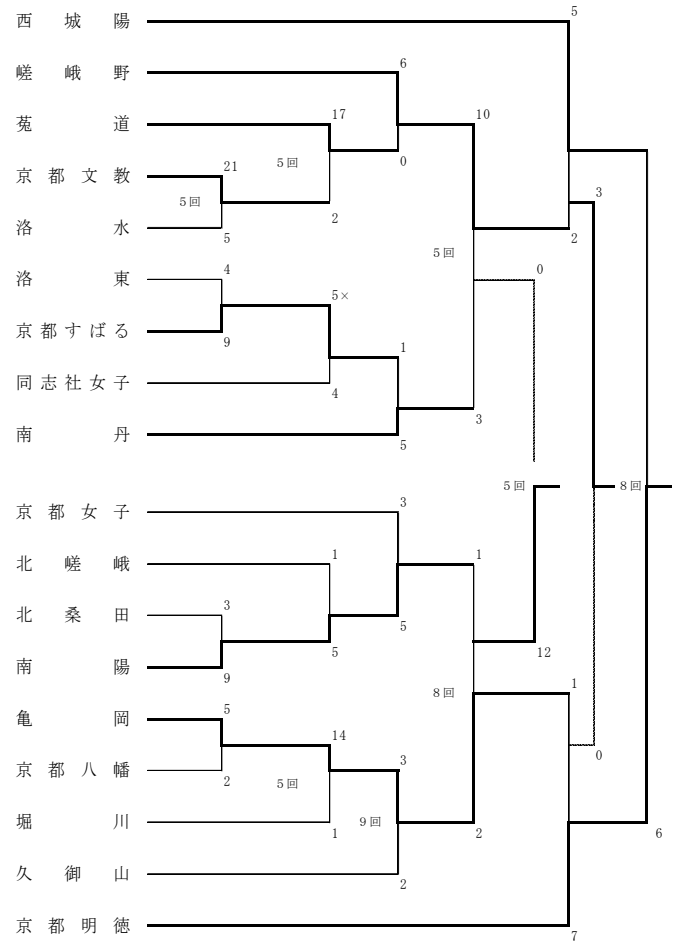 西城陽
5
嵯峨野
6
菟道
17
10
5回
0
京都文教
21
5回
3
洛水
5
2
2
5回
洛東
4
0
5×
京都すばる
9
1
同志社女子
4
3
南丹
5
5回
8回
京都女子
3
北嵯峨
1
1
北桑田
3
5
5
12
南陽
9
1
8回
亀岡
5
14
3
0
京都八幡
2
5回
堀川
1
9回
2
6
久御山
2
京都明徳
7